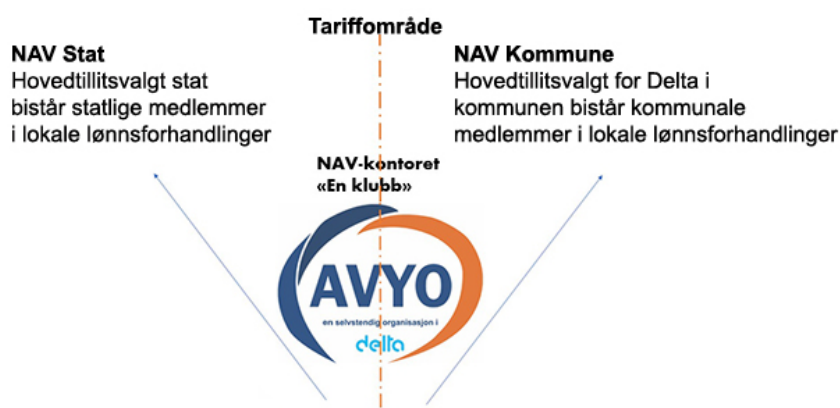 Tariffområde
NAV Stat
Hovedtillitsvalgt stat
bistår statlige medlemmer
i lokale lønnsforhandlinger
NAV Kommune
Hovedtillitsvalgt for Delta i
kommunen bistår kommunale
medlemmer i lokale lønnsforhandlinger
NAV-kontoret
«En klubb»
AVYO
en selvstendig organisasjon i
delta